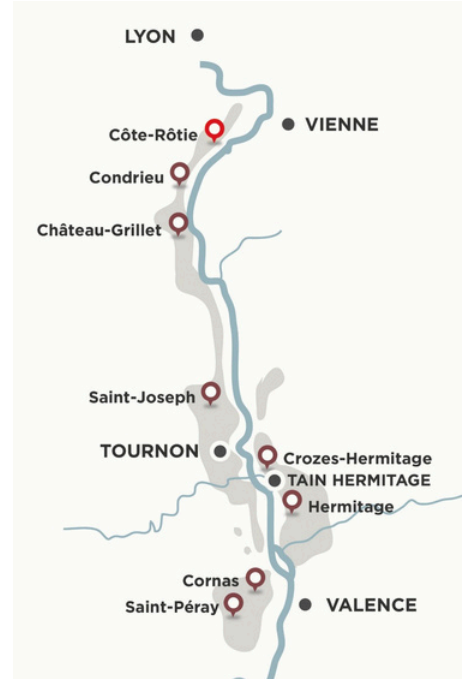 LYON
VIENNE
Côte-Rôtie
Condrieu
Château-Grillet
Saint-Joseph
TOURNON
Crozes-Hermitage
TAIN HERMITAGE
Hermitage
Cornas
Saint-Péray
VALENCE